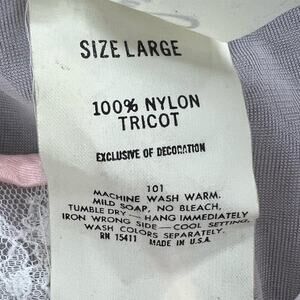 SIZE LARGE
100% NYLON
TRICOT
EXCLUSIVE OF DECORATION
101
MACHINE WASH WARM.
MILD SOAP, NO BLEACH,
TUMBLE DRY — HANG IMMEDIATELY
IRON WRONG SIDE — COOL SETTING,
WASH COLORS SEPARATELY.
RN 15411 MADE IN U.S.A.